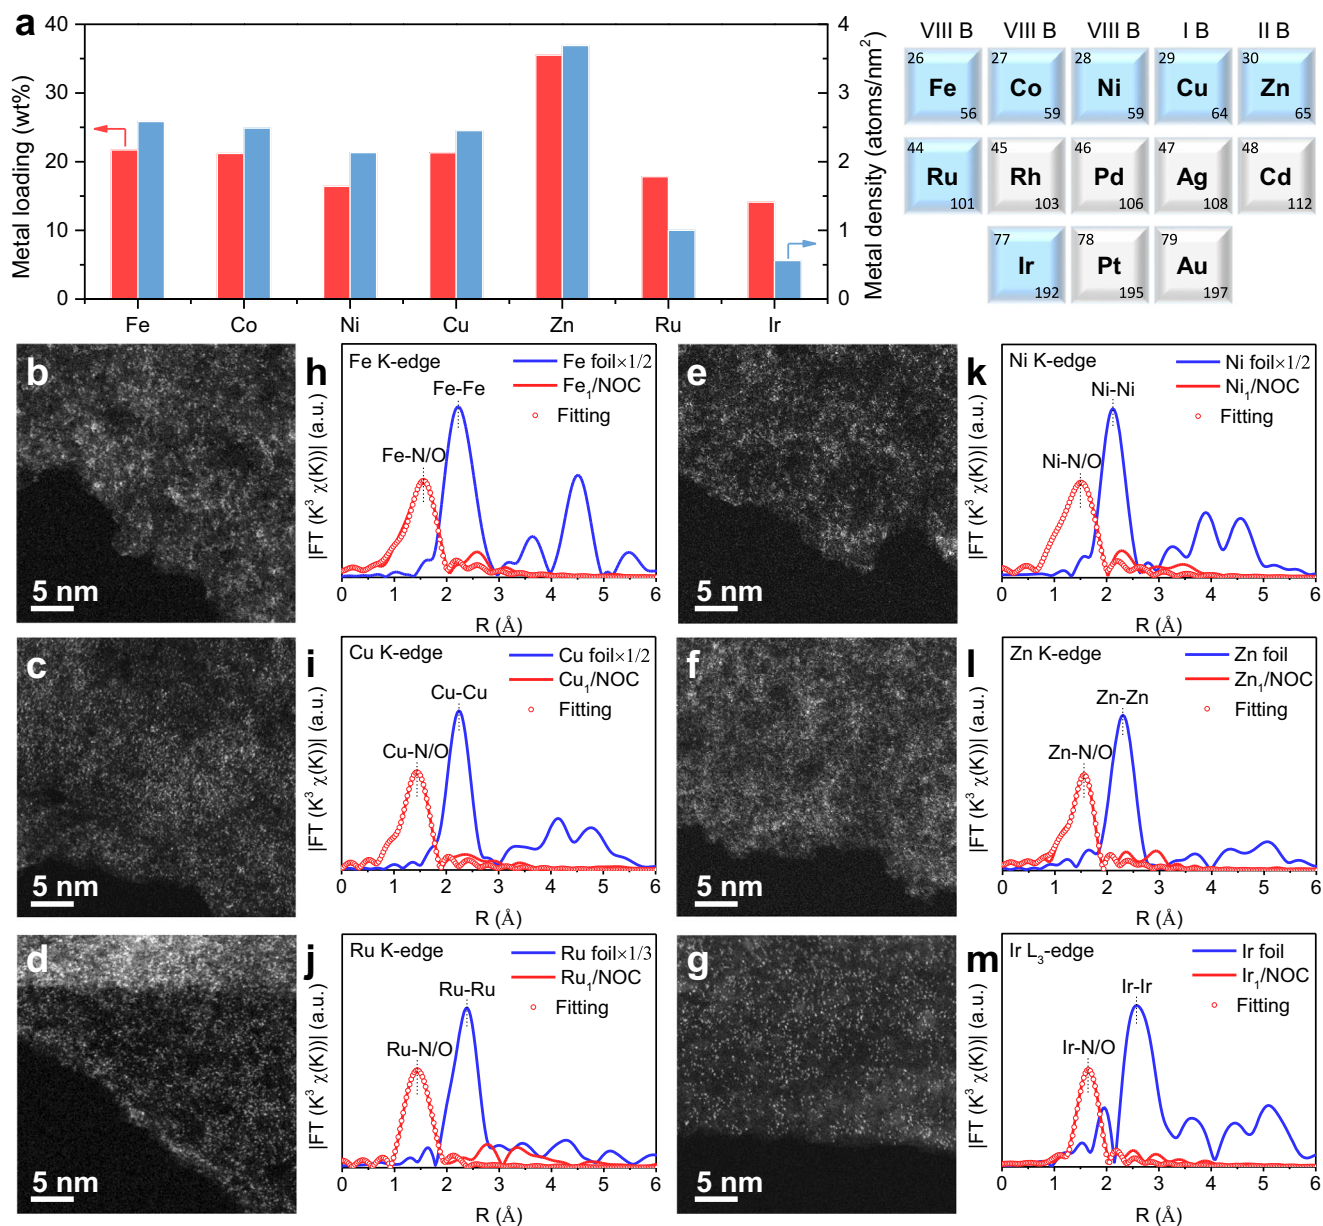 a
40
30
20
10
0
Metal loading (wt%)
4
3
2
1
0
Metal density (atoms/nm²)
Fe Co Ni Cu Zn Ru Ir
VIII B VIII B VIII B I B II B
26 Fe 56
27 Co 59
28 Ni 59
29 Cu 64
30 Zn 65
44 Ru 101
45 Rh 103
46 Pd 106
47 Ag 108
48 Cd 112
77 Ir 192
78 Pt 195
79 Au 197
b
5 nm
h
Fe K-edge
Fe foil×1/2
Fe₁/NOC
Fitting
Fe-Fe
Fe-N/O
|FT (K³ χ(K))| (a.u.)
0 1 2 3 4 5 6
R (Å)
e
5 nm
k
Ni K-edge
Ni foil×1/2
Ni₁/NOC
Fitting
Ni-Ni
Ni-N/O
|FT (K³ χ(K))| (a.u.)
0 1 2 3 4 5 6
R (Å)
c
5 nm
i
Cu K-edge
Cu foil×1/2
Cu₁/NOC
Fitting
Cu-Cu
Cu-N/O
|FT (K³ χ(K))| (a.u.)
0 1 2 3 4 5 6
R (Å)
f
5 nm
l
Zn K-edge
Zn foil
Zn₁/NOC
Fitting
Zn-Zn
Zn-N/O
|FT (K³ χ(K))| (a.u.)
0 1 2 3 4 5 6
R (Å)
d
5 nm
j
Ru K-edge
Ru foil×1/3
Ru₁/NOC
Fitting
Ru-Ru
Ru-N/O
|FT (K³ χ(K))| (a.u.)
0 1 2 3 4 5 6
R (Å)
g
5 nm
m
Ir L₃-edge
Ir foil
Ir₁/NOC
Fitting
Ir-Ir
Ir-N/O
|FT (K³ χ(K))| (a.u.)
0 1 2 3 4 5 6
R (Å)